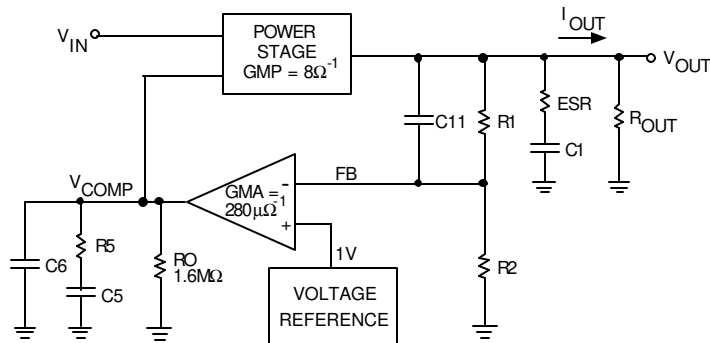 I_OUT
V_IN
POWER
STAGE
GMP = 8Ω⁻¹
V_OUT
C11
R1
ESR
C1
R_OUT
V_COMP
GMA =
280µΩ⁻¹
-
+
FB
1V
C6
R5
C5
RO
1.6MΩ
R2
VOLTAGE
REFERENCE